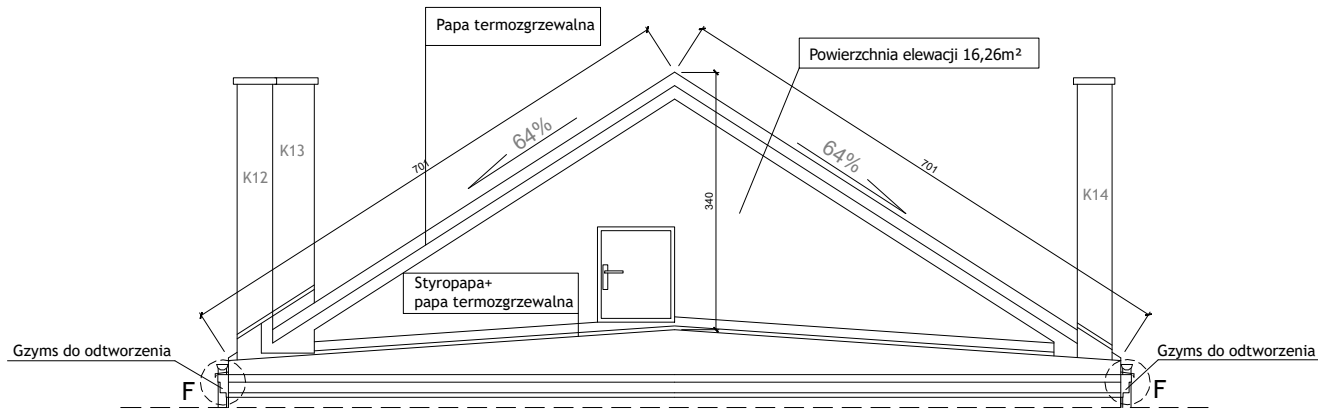 Papa termozgrzewalna
Powierzchnia elewacji 16,26m²
K12
K13
64%
701
64%
701
340
K14
Styropapa+
papa termozgrzewalna
Gzyms do odtworzenia
F
Gzyms do odtworzenia
F